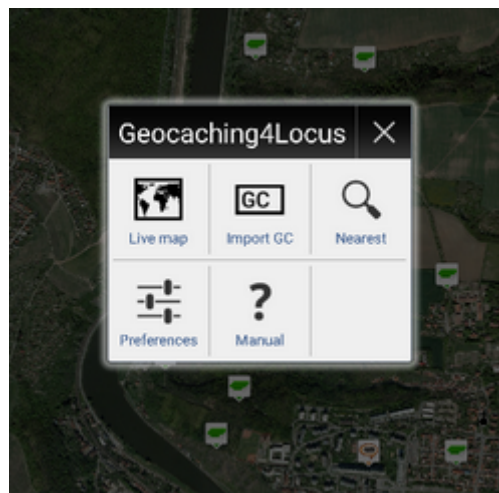 Geocaching4Locus
GC
Live map
Import GC
Nearest
Preferences
?
Manual